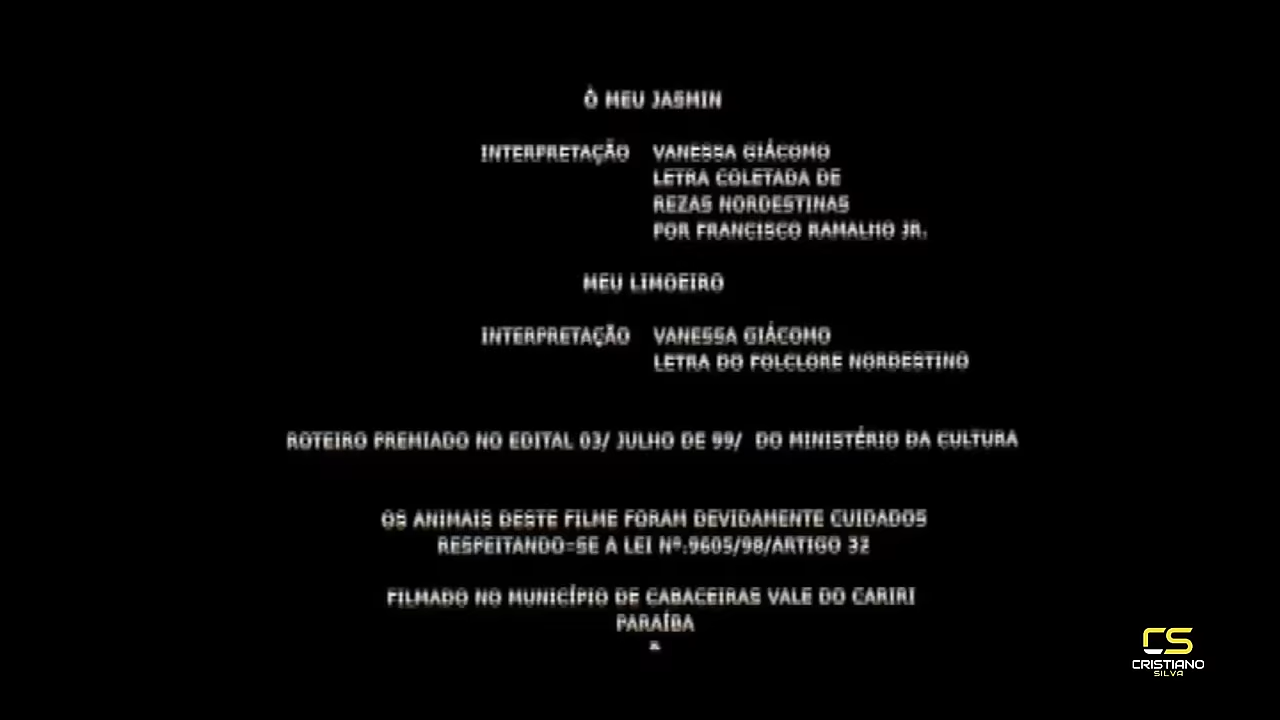 Ô MEU JASMIN
INTERPRETAÇÃO VANESSA GIÁCOMO
LETRA COLETADA DE
REZAS NORDESTINAS
POR FRANCISCO RAMALHO JR.
MEU LIMOEIRO
INTERPRETAÇÃO VANESSA GIÁCOMO
LETRA DO FOLCLORE NORDESTINO
ROTEIRO PREMIADO NO EDITAL 03/ JULHO DE 99/ DO MINISTÉRIO DA CULTURA
OS ANIMAIS DESTE FILME FORAM DEVIDAMENTE CUIDADOS
RESPEITANDO-SE A LEI Nº.9605/98/ARTIGO 32
FILMADO NO MUNICÍPIO DE CABACEIRAS VALE DO CARIRI
PARAÍBA
CS
CRISTIANO
SILVA